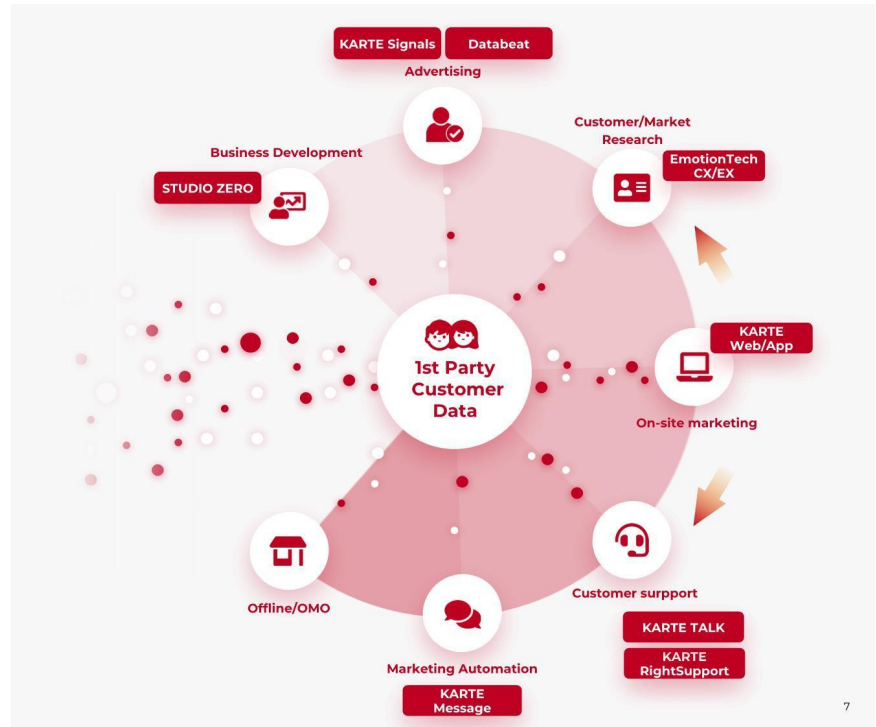 KARTE Signals
Databeat
Advertising
Customer/Market
Research
EmotionTech
CX/EX
Business Development
STUDIO ZERO
KARTE
Web/App
1st Party
Customer
Data
On-site marketing
Customer surpport
Offline/OMO
KARTE TALK
KARTE
RightSupport
Marketing Automation
KARTE
Message
7